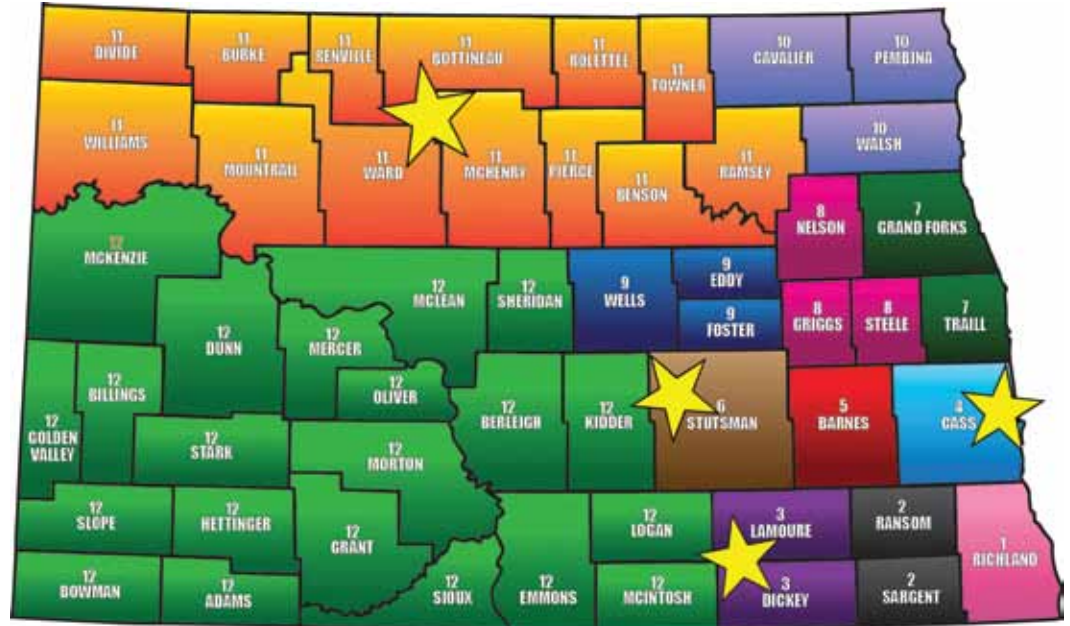 11
DIVIDE
11
BURKE
11
RENVILLE
11
BOTTINEAU
11
ROLETTEE
11
TOWNER
10
CAVALIER
10
PEMBINA
11
WILLIAMS
11
MOUNTRAIL
11
WARD
11
MCHENRY
11
PIERCE
11
BENSON
11
RAMSEY
10
WALSH
12
MCKENZIE
12
DUNN
12
MCLEAN
12
MERCER
12
OLIVER
12
SHERIDAN
9
WELLS
9
EDDY
9
FOSTER
8
NELSON
7
GRAND FORKS
8
GRIGGS
8
STEELE
7
TRAILL
12
GOLDEN
VALLEY
12
BILLINGS
12
STARK
12
MORTON
12
BERLEIGH
12
KIDDER
6
STUTSMAN
5
BARNES
4
CASS
12
SLOPE
12
HETTINGER
12
GRANT
12
BOWMAN
12
ADAMS
12
SIOUX
12
EMMONS
12
LOGAN
12
MCINTOSH
3
LAMOURE
3
DICKEY
2
RANSOM
2
SARGENT
1
RICHLAND